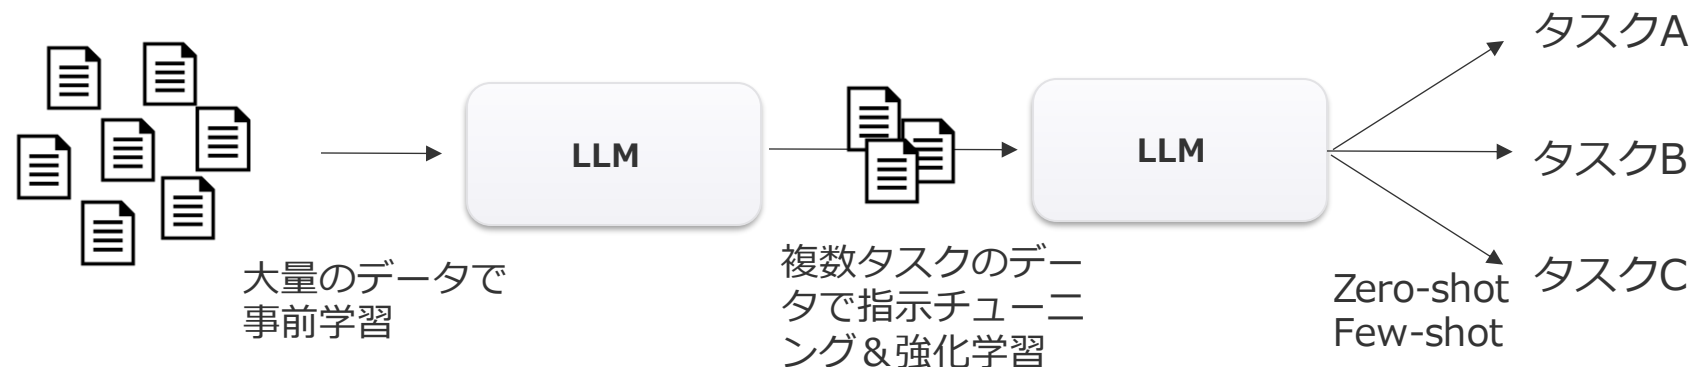 LLM
大量のデータで
事前学習
複数タスクのデー
タで指示チューニ
ング＆強化学習
LLM
Zero-shot
Few-shot
タスクA
タスクB
タスクC